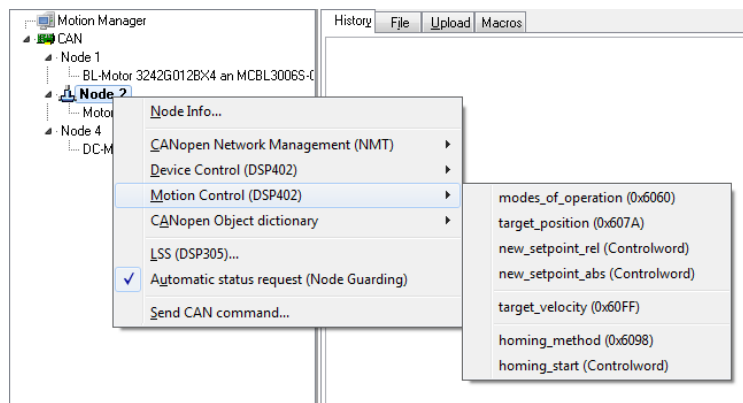 Motion Manager
CAN
Node 1
BL-Motor 3242G012BX4 an MCBL3006S-
Node 2
Motor
Node 4
DC-M
History File Upload Macros
Node Info...
CANopen Network Management (NMT)
Device Control (DSP402)
Motion Control (DSP402)
CANopen Object dictionary
LSS (DSP305)...
Automatic status request (Node Guarding)
Send CAN command...
modes_of_operation (0x6060)
target_position (0x607A)
new_setpoint_rel (Controlword)
new_setpoint_abs (Controlword)
target_velocity (0x60FF)
homing_method (0x6098)
homing_start (Controlword)